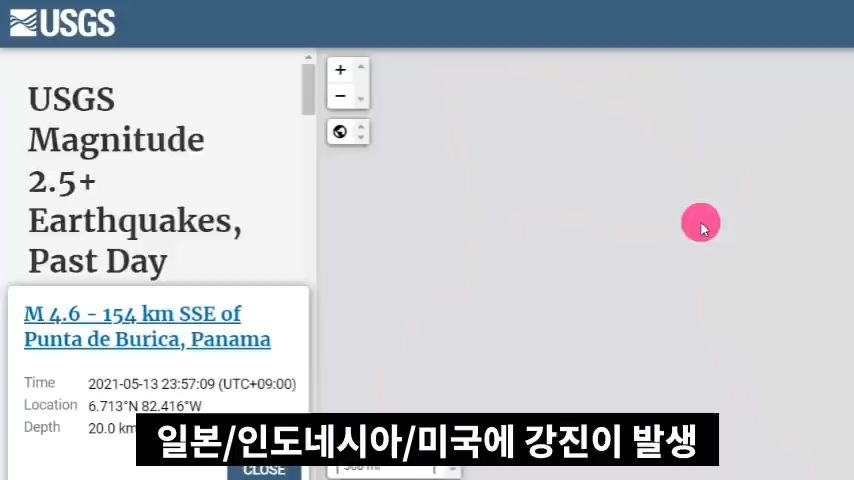 USGS
USGS
Magnitude
2.5+
Earthquakes,
Past Day
+
−
M 4.6 - 154 km SSE of
Punta de Burica, Panama
Time 2021-05-13 23:57:09 (UTC+09:00)
Location 6.713°N 82.416°W
Depth 20.0 km
일본/인도네시아/미국에 강진이 발생
CLOSE